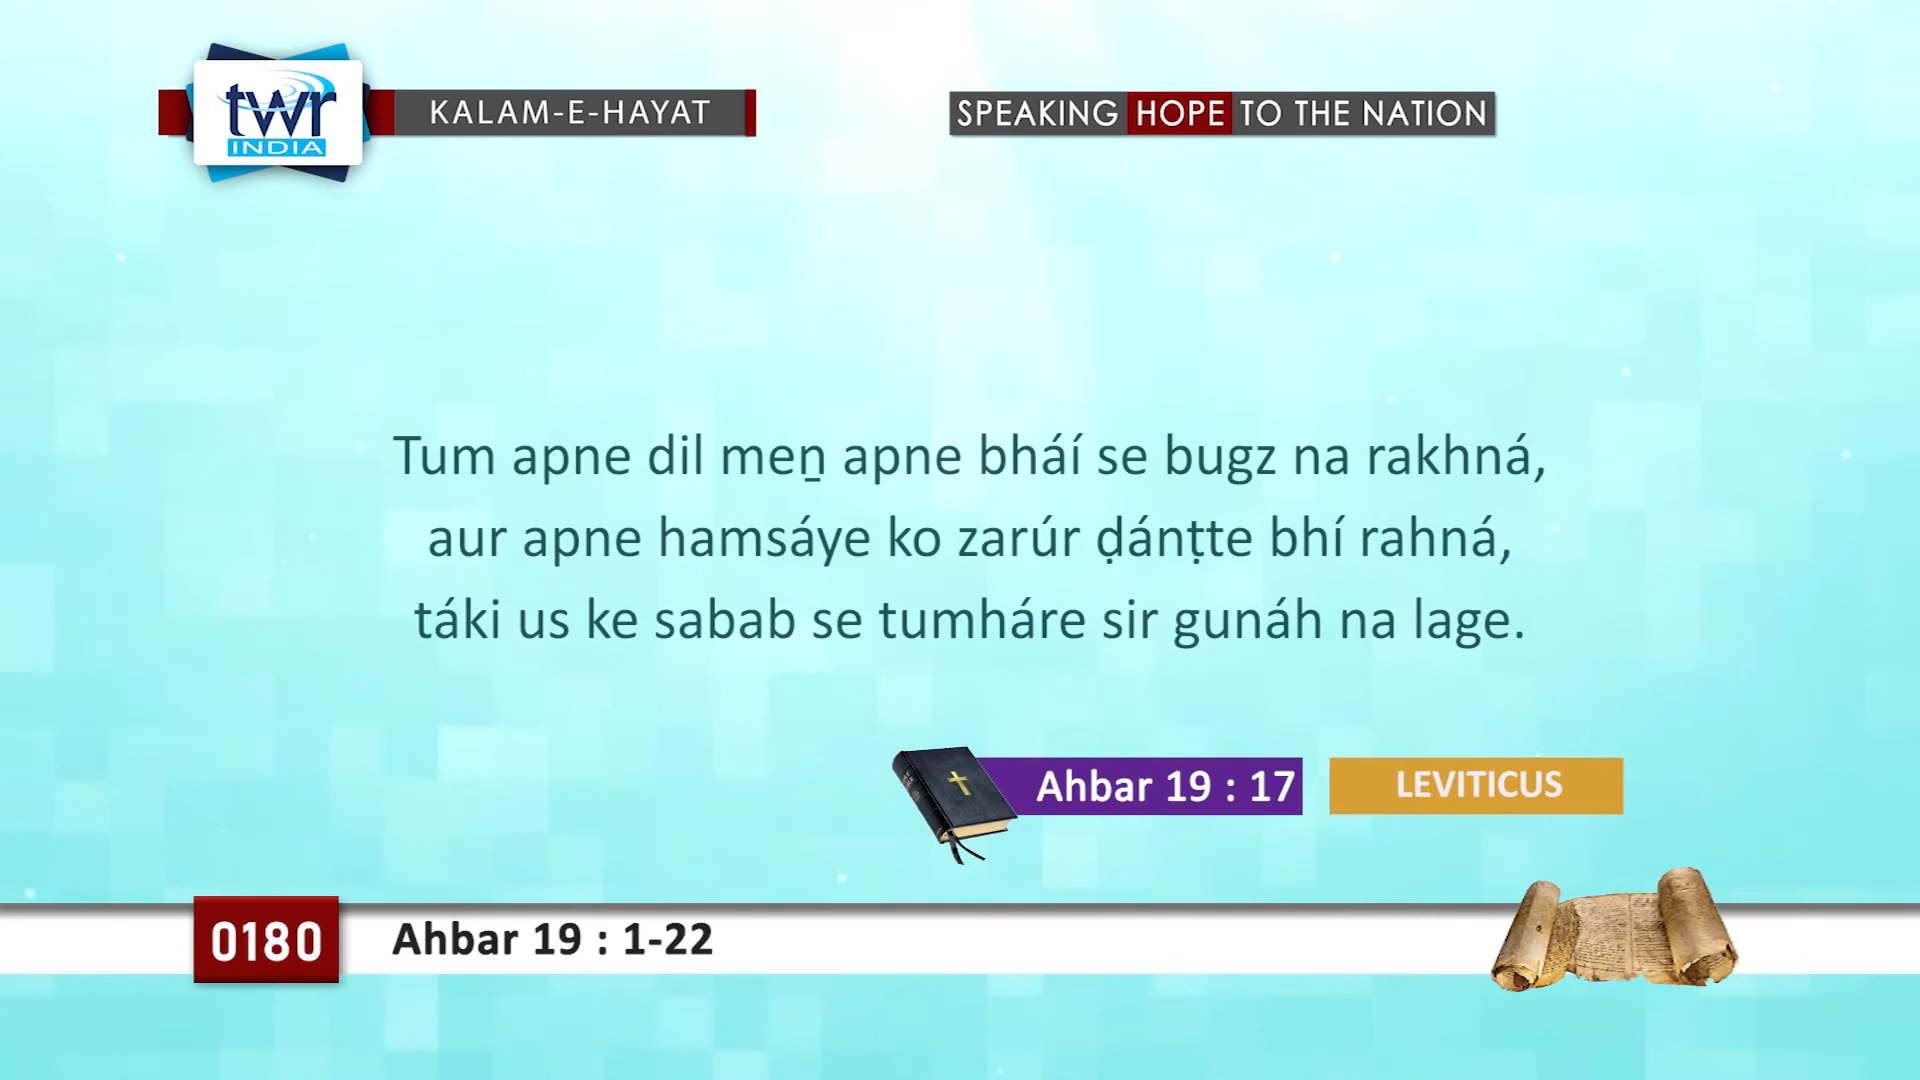 twr
INDIA
KALAM-E-HAYAT
SPEAKING HOPE TO THE NATION
Tum apne dil meṉ apne bháí se bugz na rakhná,
aur apne hamsáye ko zarúr ḍánṭte bhí rahná,
táki us ke sabab se tumháre sir gunáh na lage.
Ahbar 19 : 17
LEVITICUS
0180
Ahbar 19 : 1-22